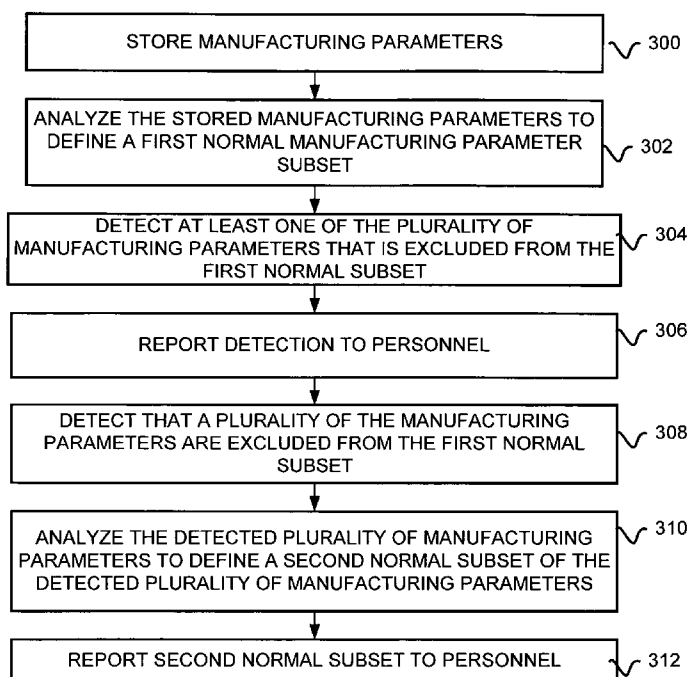 STORE MANUFACTURING PARAMETERS
300
ANALYZE THE STORED MANUFACTURING PARAMETERS TO
DEFINE A FIRST NORMAL MANUFACTURING PARAMETER
SUBSET
302
DETECT AT LEAST ONE OF THE PLURALITY OF
MANUFACTURING PARAMETERS THAT IS EXCLUDED FROM THE
FIRST NORMAL SUBSET
304
REPORT DETECTION TO PERSONNEL
306
DETECT THAT A PLURALITY OF THE MANUFACTURING
PARAMETERS ARE EXCLUDED FROM THE FIRST NORMAL
SUBSET
308
ANALYZE THE DETECTED PLURALITY OF MANUFACTURING
PARAMETERS TO DEFINE A SECOND NORMAL SUBSET OF THE
DETECTED PLURALITY OF MANUFACTURING PARAMETERS
310
REPORT SECOND NORMAL SUBSET TO PERSONNEL
312